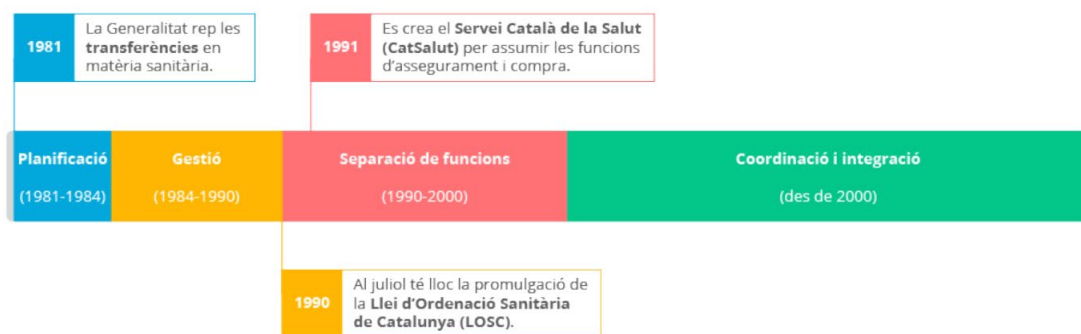 1981
La Generalitat rep les
transferències en
matèria sanitària.
1991
Es crea el Servei Català de la Salut
(CatSalut) per assumir les funcions
d'assegurament i compra.
Planificació
(1981-1984)
Gestió
(1984-1990)
Separació de funcions
(1990-2000)
Coordinació i integració
(des de 2000)
1990
Al juliol té lloc la promulgació de
la Llei d'Ordenació Sanitària
de Catalunya (LOSC).